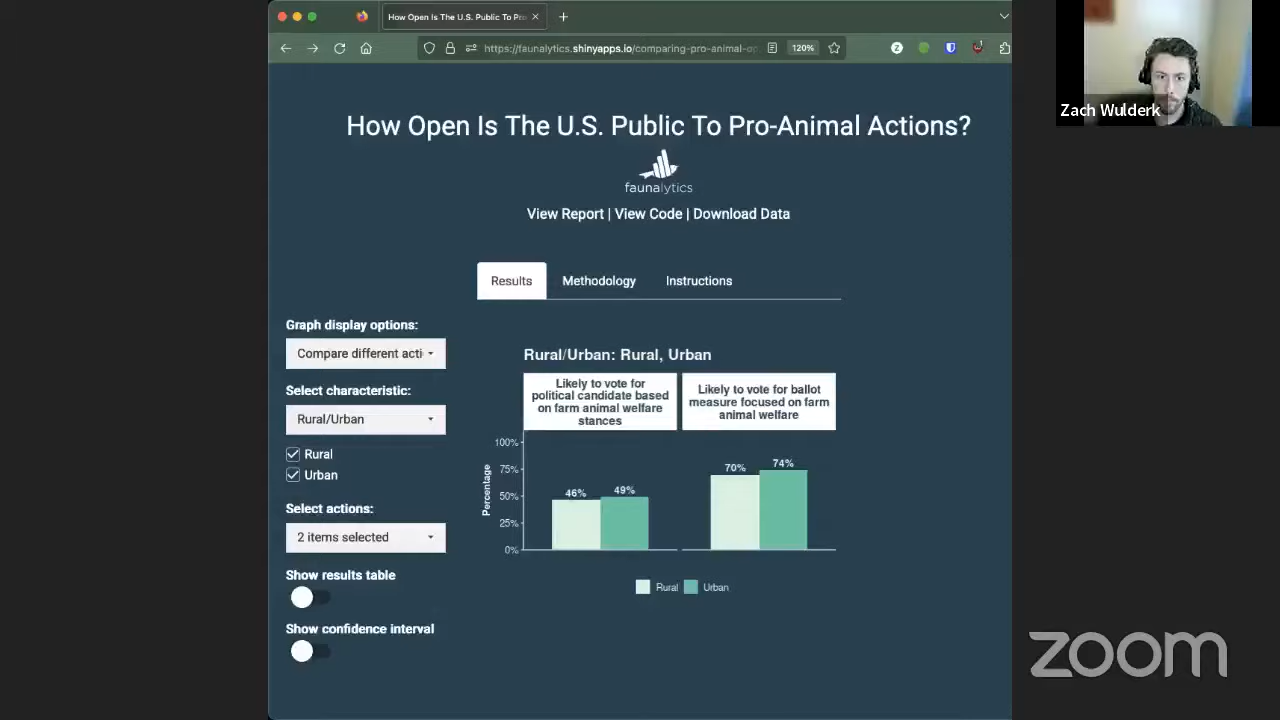 How Open Is The U.S. Public To Pro
https://faunalytics.shinyapps.io/comparing-pro-animal-o
120%
Zach Wulderk
How Open Is The U.S. Public To Pro-Animal Actions?
faunalytics
View Report | View Code | Download Data
Results
Methodology
Instructions
Graph display options:
Compare different acti
Select characteristic:
Rural/Urban
Rural
Urban
Select actions:
2 items selected
Show results table
Show confidence interval
Rural/Urban: Rural, Urban
Likely to vote for
political candidate based
on farm animal welfare
stances
Likely to vote for ballot
measure focused on farm
animal welfare
Percentage
100%
75%
50%
25%
0%
46%
49%
70%
74%
Rural
Urban
zoom